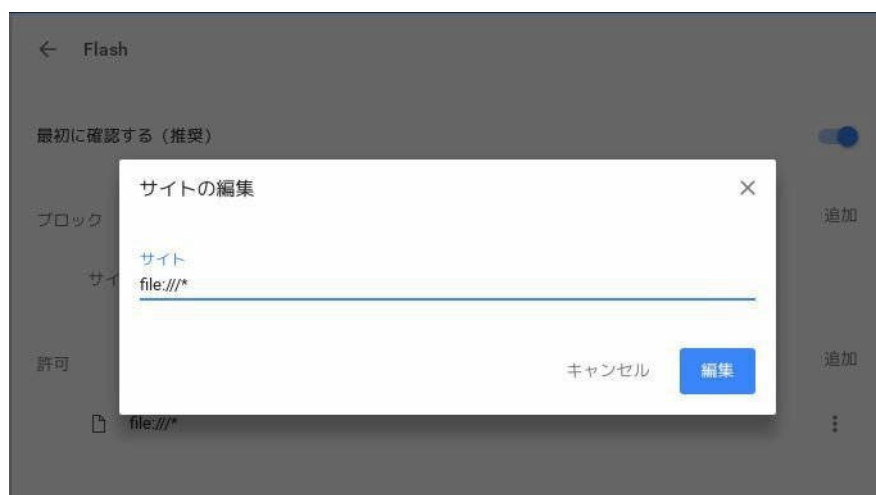 Flash
最初に確認する（推奨）
サイトの編集
ブロック
追加
サイト
サイ
file:///*
許可
キャンセル
編集
追加
file:///*